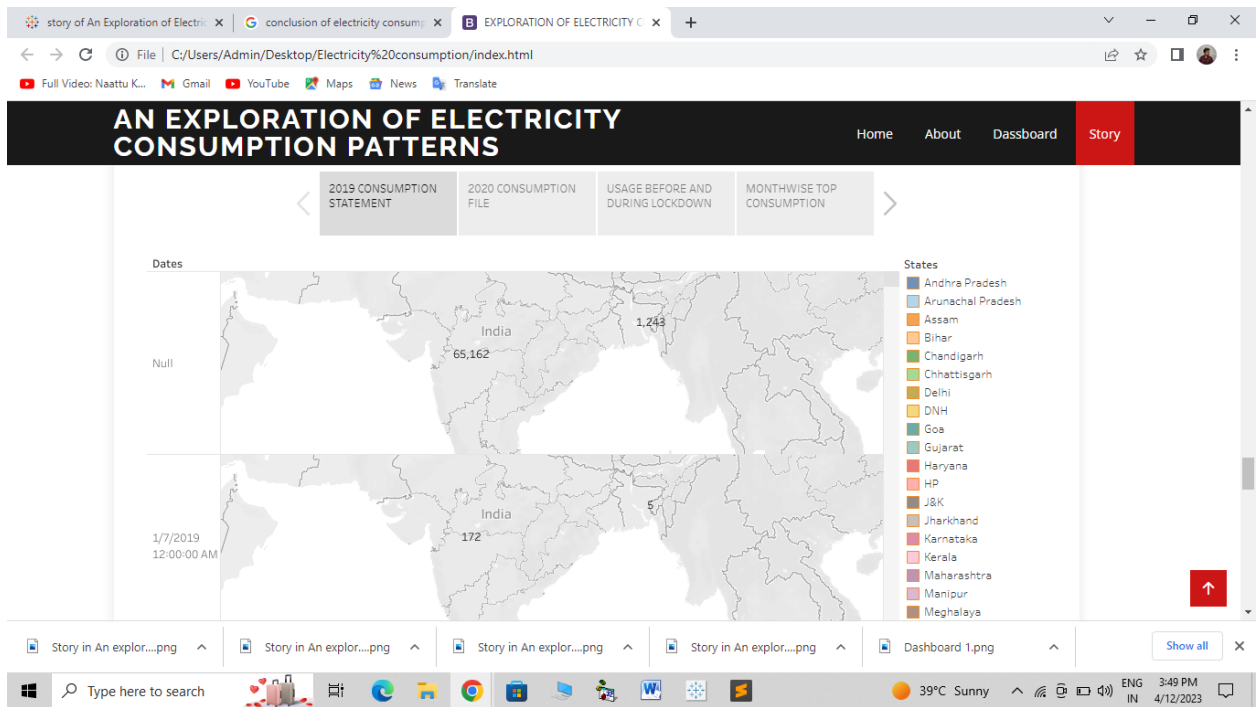 story of An Exploration of Electric
conclusion of electricity consump
EXPLORATION OF ELECTRICITY G
File C:/Users/Admin/Desktop/Electricity%20consumption/index.html
Full Video: Naattu K... Gmail YouTube Maps News Translate
AN EXPLORATION OF ELECTRICITY
CONSUMPTION PATTERNS
Home About Dassboard Story
2019 CONSUMPTION
STATEMENT
2020 CONSUMPTION
FILE
USAGE BEFORE AND
DURING LOCKDOWN
MONTHWISE TOP
CONSUMPTION
Dates
Null
India
1,243
65,162
1/7/2019
12:00:00 AM
India
5
172
States
Andhra Pradesh
Arunachal Pradesh
Assam
Bihar
Chandigarh
Chhattisgarh
Delhi
DNH
Goa
Gujarat
Haryana
HP
J&K
Jharkhand
Karnataka
Kerala
Maharashtra
Manipur
Meghalaya
Story in An explor....png Story in An explor....png Story in An explor....png Story in An explor....png Dashboard 1.png Show all
Type here to search
39°C Sunny
ENG
IN
3:49 PM
4/12/2023